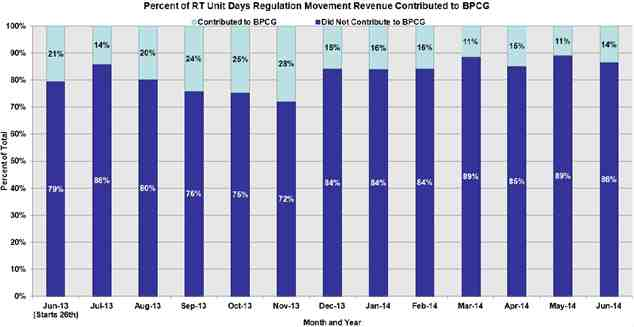 Percent of RT Unit Days Regulation Movement Revenue Contributed to BPCG
Contributed to BPCG Did Not Contribute to BPCG
100%
90%
80%
70%
60%
50%
40%
30%
20%
10%
0%
Percent of Total
21% 14% 20% 24% 25% 28% 16% 16% 16% 11% 15% 11% 14%
79% 86% 80% 76% 75% 72% 84% 84% 84% 89% 85% 89% 86%
Jun-13 Jul-13 Aug-13 Sep-13 Oct-13 Nov-13 Dec-13 Jan-14 Feb-14 Mar-14 Apr-14 May-14 Jun-14
(Starts 26th)
Month and Year